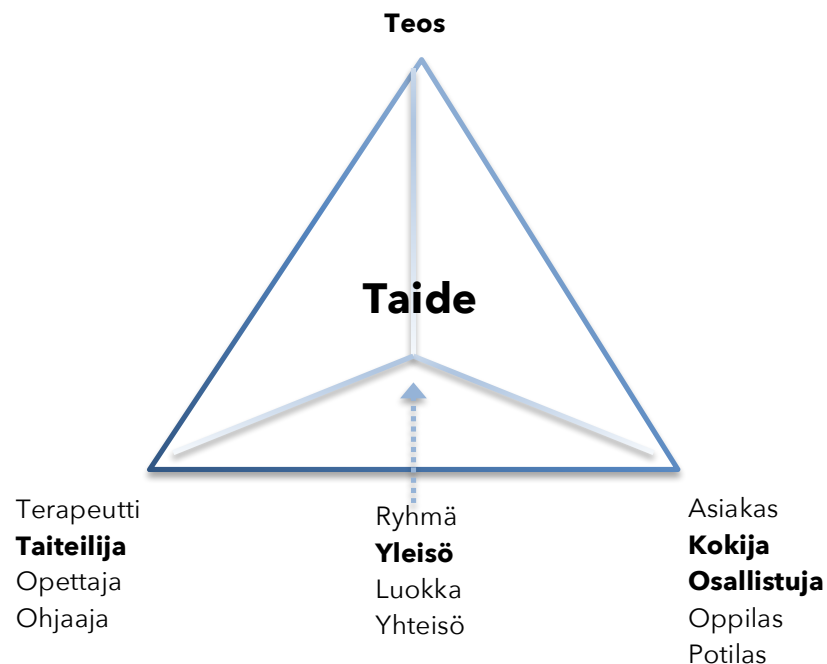 Teos
Taide
Terapeutti
Taiteilija
Opettaja
Ohjaaja
Ryhmä
Yleisö
Luokka
Yhteisö
Asiakas
Kokija
Osallistuja
Oppilas
Potilas